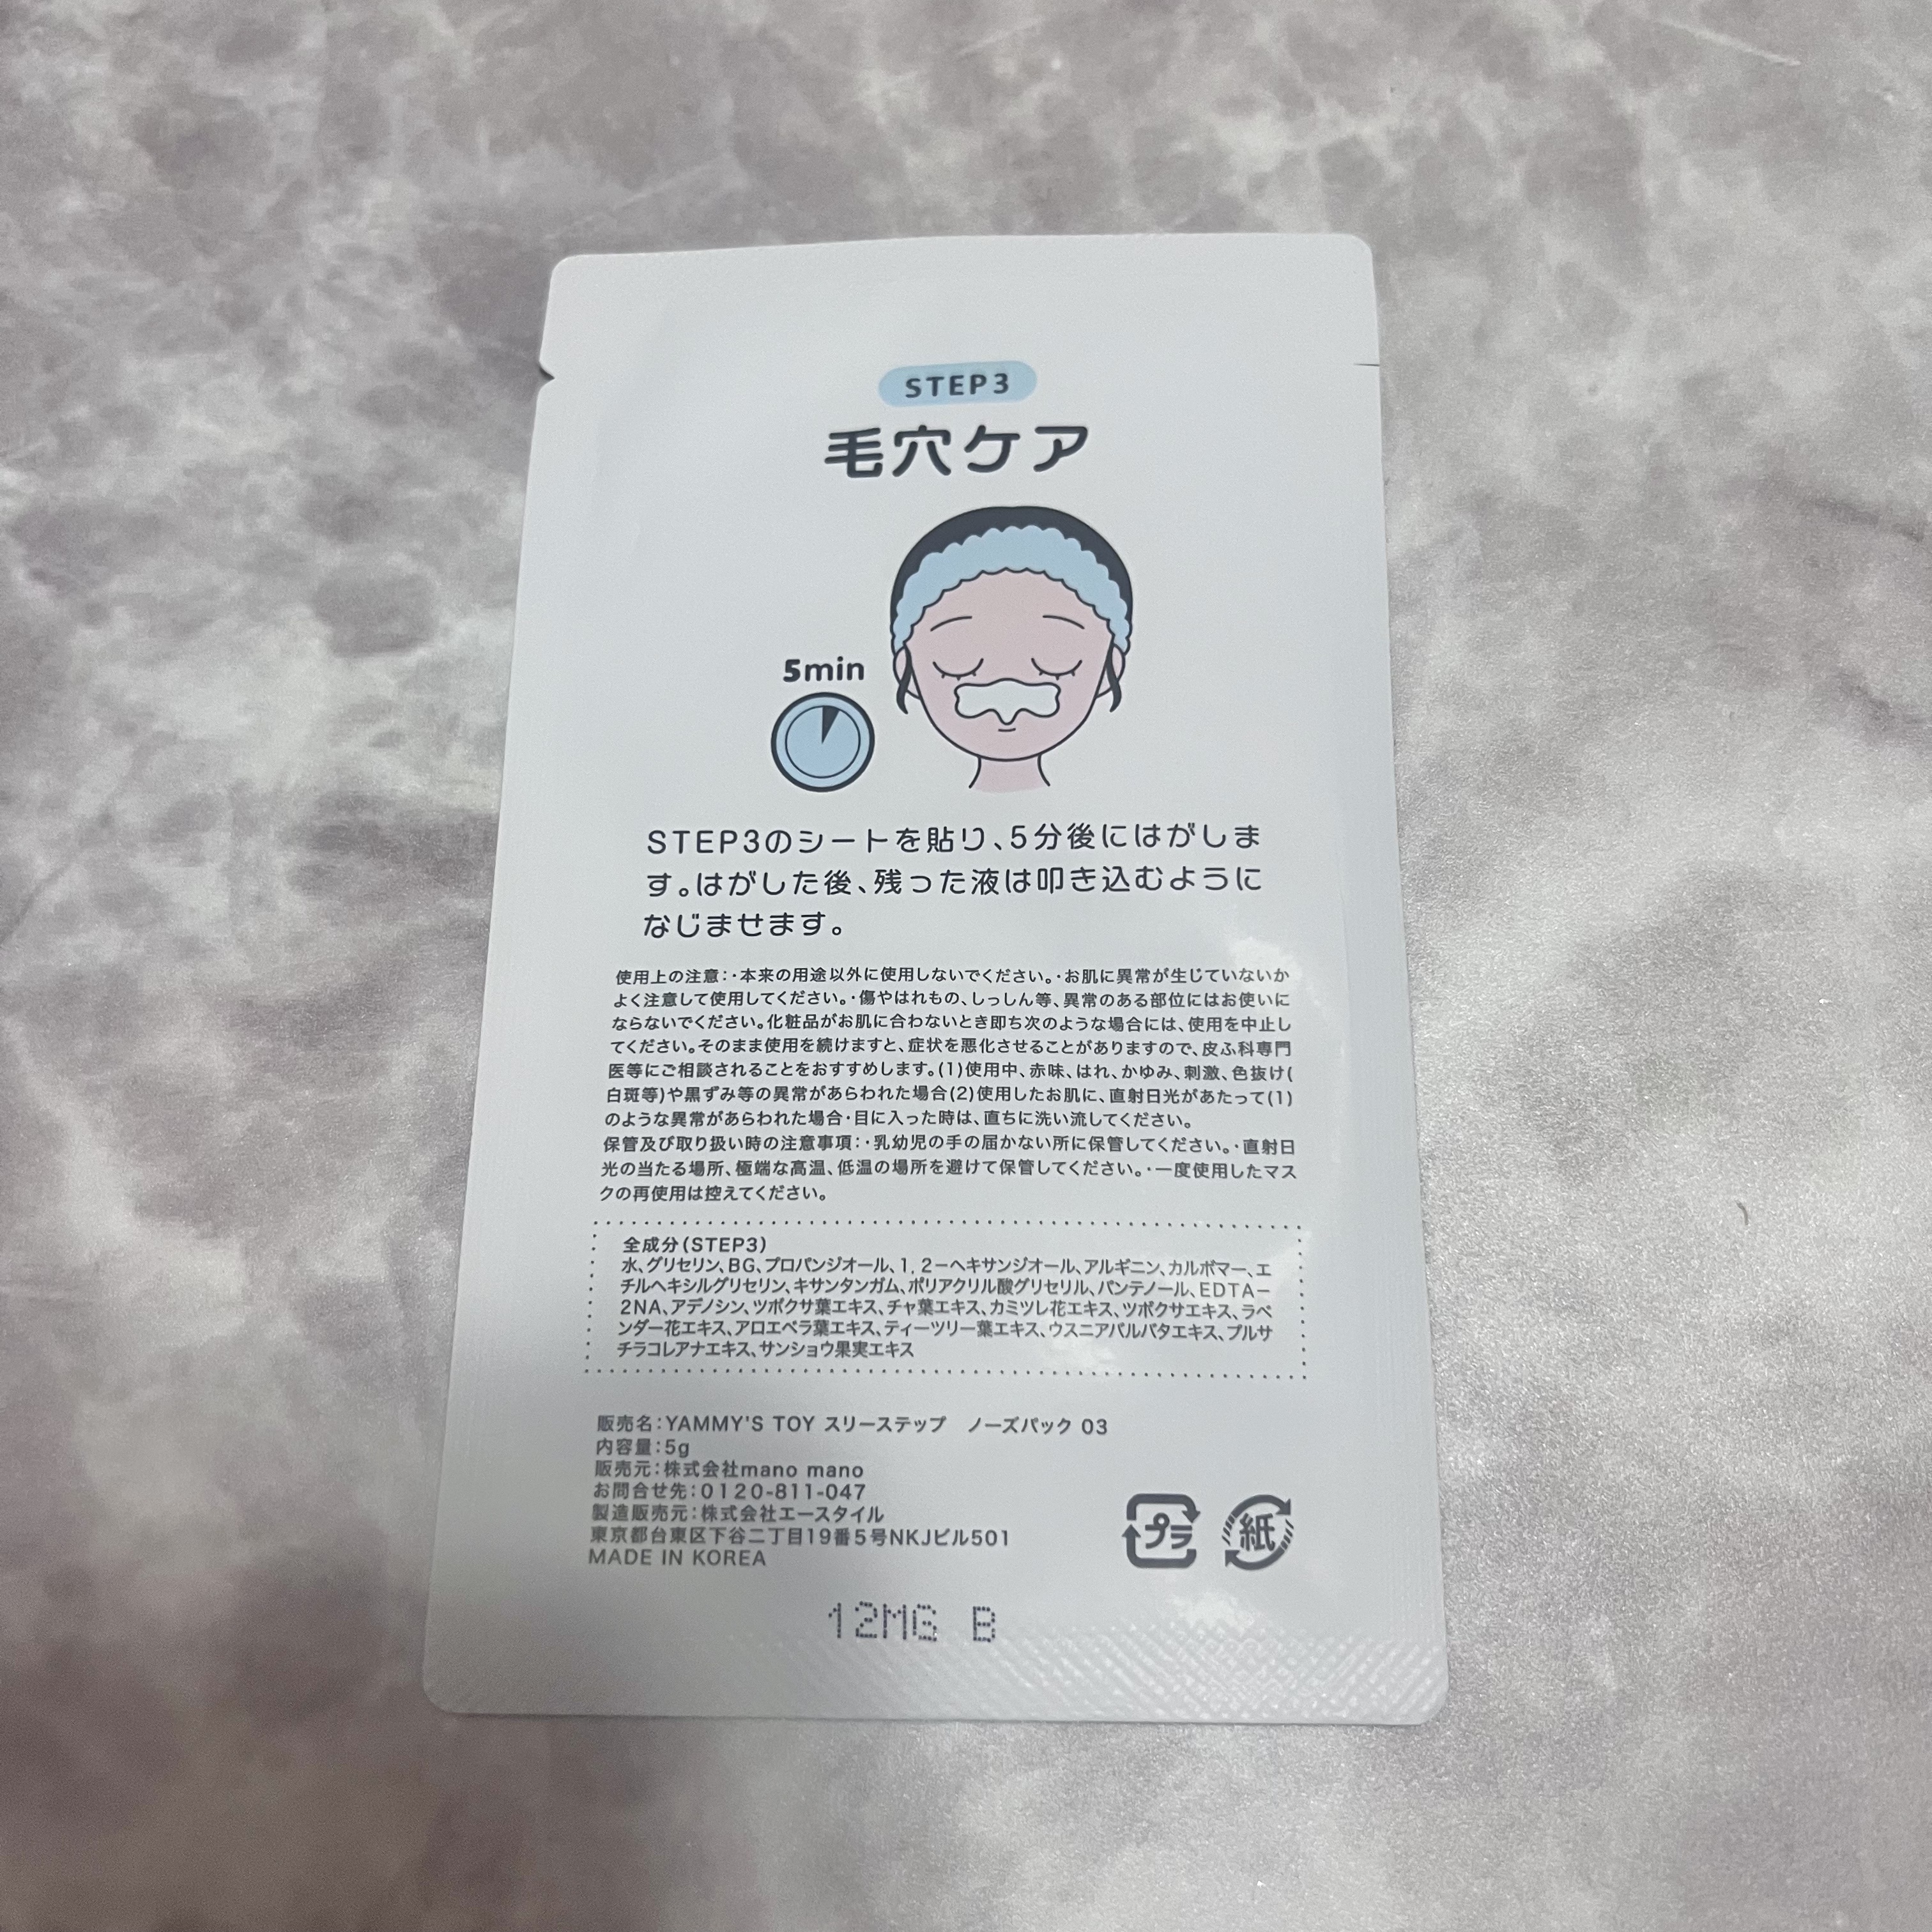 STEP3
毛穴ケア
5min
STEP3のシートを貼り、5分後にはがしま
す。はがした後、残った液は叩き込むように
なじませます。
使用上の注意:・本来の用途以外に使用しないでください。・お肌に異常が生じていないか
よく注意して使用してください。・傷やはれもの、しっしん等、異常のある部位にはお使いに
ならないでください。化粧品がお肌に合わないとき即ち次のような場合には、使用を中止し
てください。そのまま使用を続けますと、症状を悪化させることがありますので、皮ふ科専門
医等にご相談されることをおすすめします。(1)使用中、赤味、はれ、かゆみ、刺激、色抜け(
白斑等)や黒ずみ等の異常があらわれた場合(2)使用したお肌に、直射日光があたって(1)
のような異常があらわれた場合・目に入った時は、直ちに洗い流してください。
保管及び取り扱い時の注意事項:・乳幼児の手の届かない所に保管してください。・直射日
光の当たる場所、極端な高温、低温の場所を避けて保管してください。・一度使用したマス
クの再使用は控えてください。
全成分(STEP3)
水、グリセリン、BG、プロパンジオール、1,2-ヘキサンジオール、アルギニン、カルボマー、エ
チルヘキシルグリセリン、キサンタンガム、ポリアクリル酸グリセリル、パンテノール、EDTA-
2NA、アデノシン、ツボクサ葉エキス、チャ葉エキス、カミツレ花エキス、ツボクサエキス、ラベ
ンダー花エキス、アロエベラ葉エキス、ティーツリー葉エキス、ウスニアバルバタエキス、プルサ
チラコレアナエキス、サンショウ果実エキス
販売名:YAMMY'S TOY スリーステップ ノーズパック 03
内容量:5g
販売元:株式会社mano mano
お問合せ先:0120-811-047
製造販売元:株式会社エースタイル
東京都台東区下谷二丁目19番5号NKJビル501
MADE IN KOREA
プラ
紙
12MG B